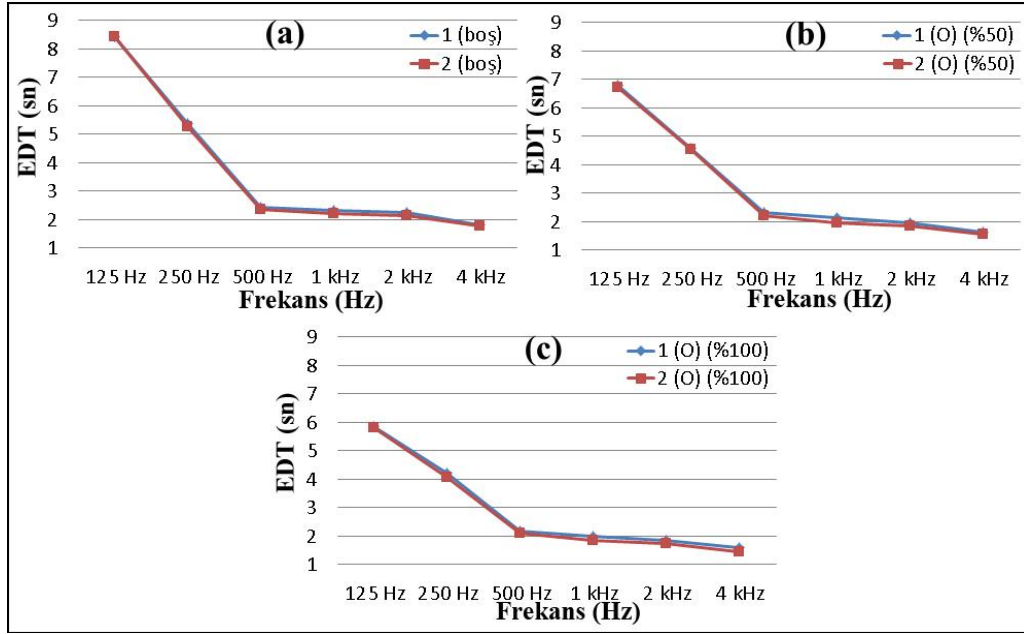 (a)
1 (boş)
2 (boş)
EDT (sn)
9
8
7
6
5
4
3
2
1
125 Hz 250 Hz 500 Hz 1 kHz 2 kHz 4 kHz
Frekans (Hz)
(b)
1 (O) (%50)
2 (O) (%50)
EDT (sn)
9
8
7
6
5
4
3
2
1
125 Hz 250 Hz 500 Hz 1 kHz 2 kHz 4 kHz
Frekans (Hz)
(c)
1 (O) (%100)
2 (O) (%100)
EDT (sn)
9
8
7
6
5
4
3
2
1
125 Hz 250 Hz 500 Hz 1 kHz 2 kHz 4 kHz
Frekans (Hz)